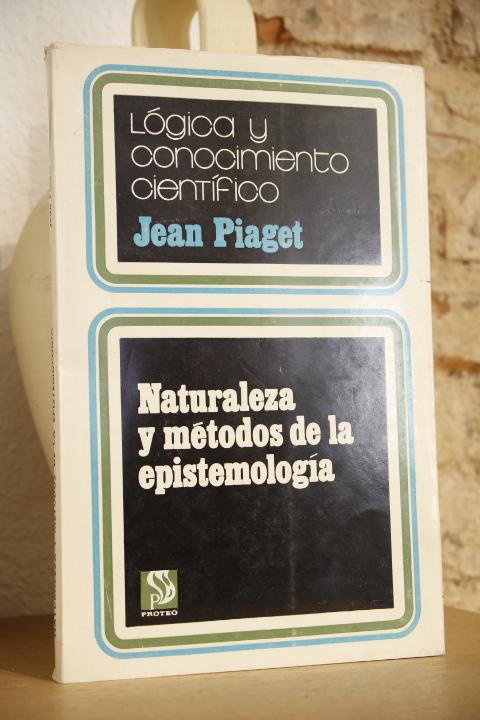 Lógica y
conocimiento
científico
Jean Piaget
Naturaleza
y métodos de la
epistemología
PROTEO